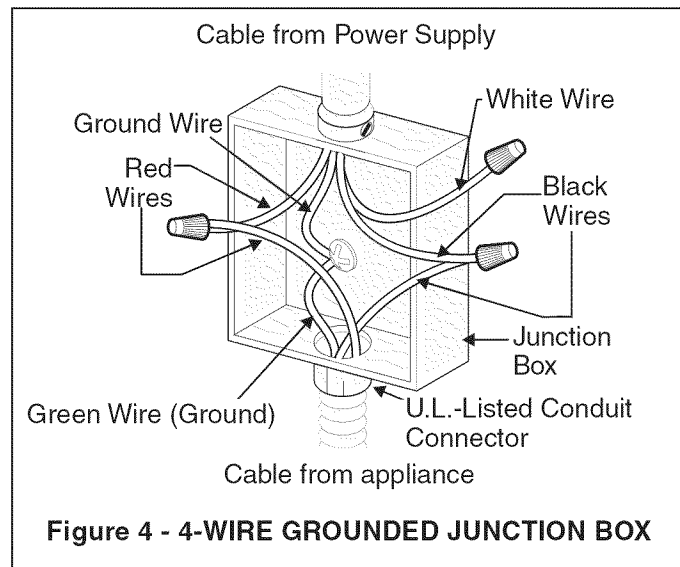 Cable from Power Supply
White Wire
Ground Wire
Red
Wires
Black
Wires
Junction
Box
Green Wire (Ground)
U.L.-Listed Conduit
Connector
Cable from appliance
Figure 4 - 4-WIRE GROUNDED JUNCTION BOX